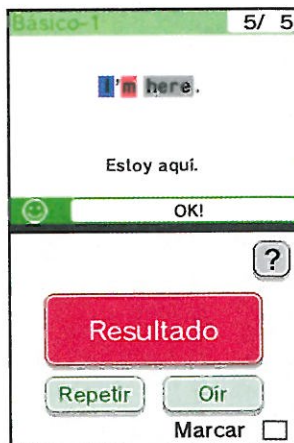 Básico-1 5/ 5
I'm here.
Estoy aquí.
OK!
?
Resultado
Repetir Oír
Marcar